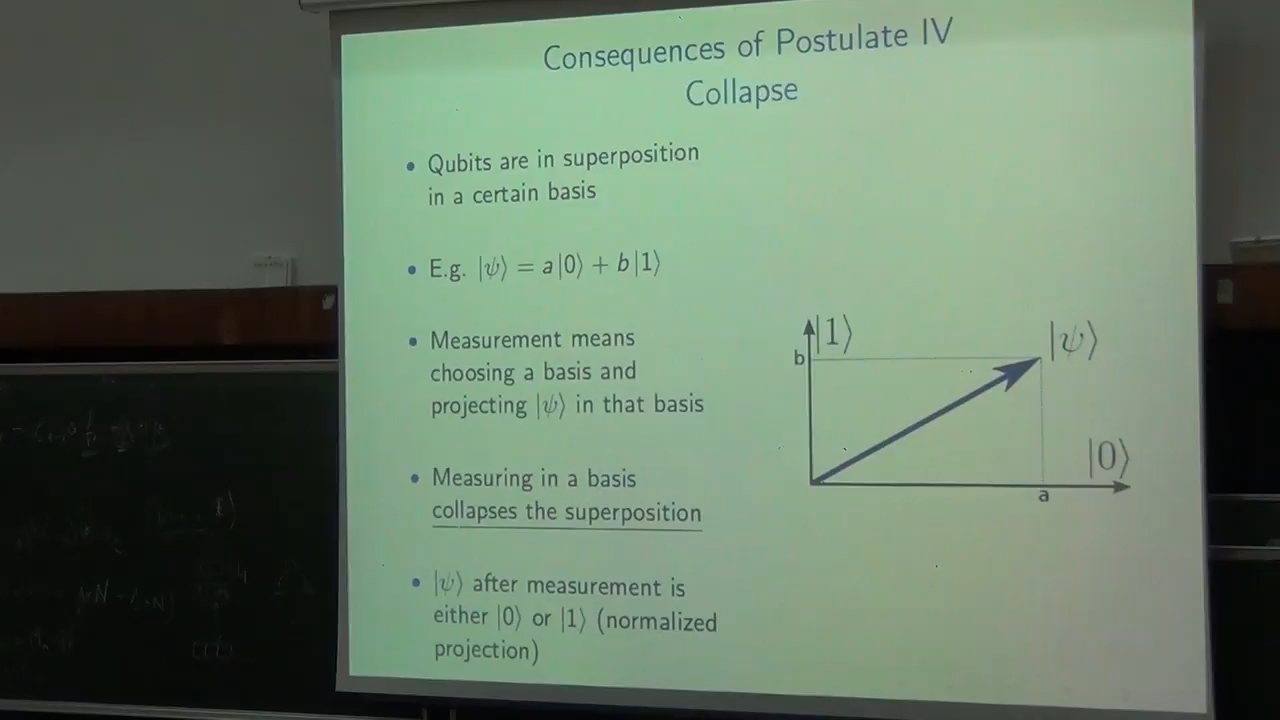 Consequences of Postulate IV
Collapse
• Qubits are in superposition
in a certain basis
• E.g. |ψ⟩ = a|0⟩ + b|1⟩
• Measurement means
choosing a basis and
projecting |ψ⟩ in that basis
• Measuring in a basis
collapses the superposition
• |ψ⟩ after measurement is
either |0⟩ or |1⟩ (normalized
projection)
|1⟩
|ψ⟩
b
|0⟩
a